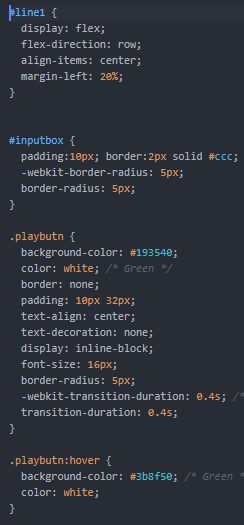 #line1 {
  display: flex;
  flex-direction: row;
  align-items: center;
  margin-left: 20%;
}


#inputbox {
  padding:10px; border:2px solid #ccc;
  -webkit-border-radius: 5px;
  border-radius: 5px;
}

.playbutn {
  background-color: #193540;
  color: white; /* Green */
  border: none;
  padding: 10px 32px;
  text-align: center;
  text-decoration: none;
  display: inline-block;
  font-size: 16px;
  border-radius: 5px;
  -webkit-transition-duration: 0.4s; /*
  transition-duration: 0.4s;
}

.playbutn:hover {
  background-color: #3b8f50; /* Green *
  color: white;
}